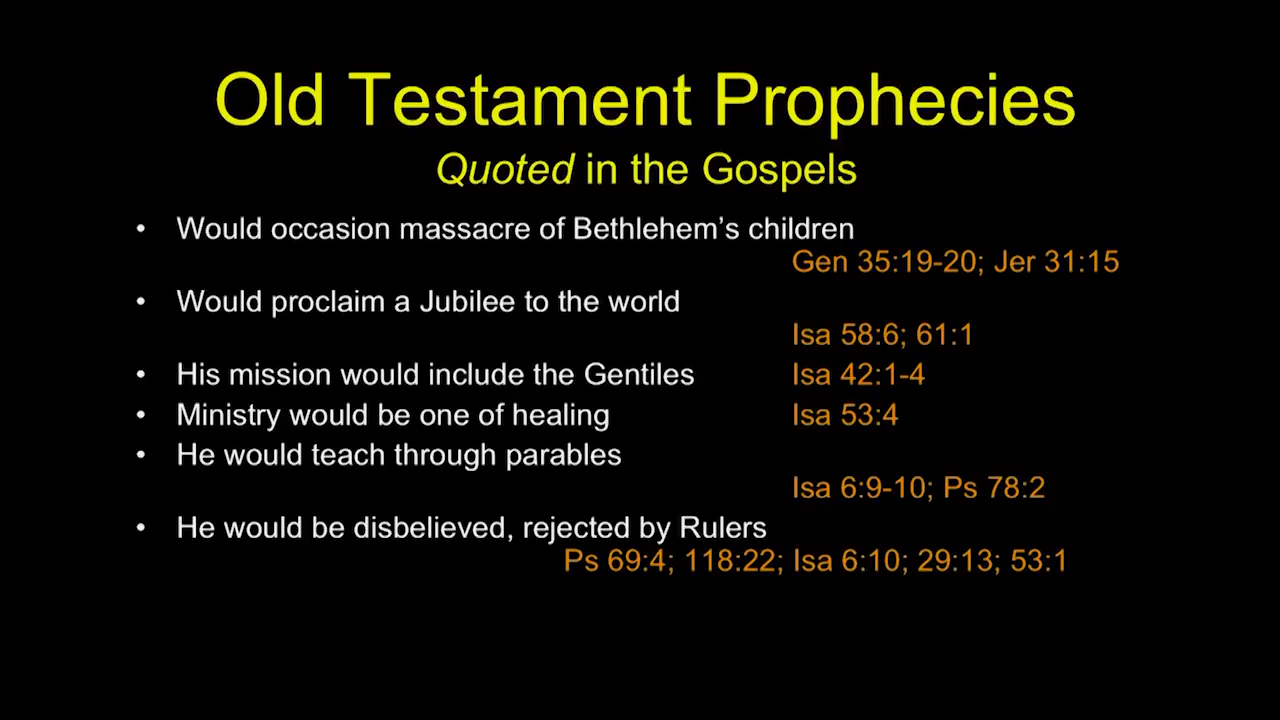 Old Testament Prophecies
Quoted in the Gospels
• Would occasion massacre of Bethlehem's children
Gen 35:19-20; Jer 31:15
• Would proclaim a Jubilee to the world
Isa 58:6; 61:1
• His mission would include the Gentiles Isa 42:1-4
• Ministry would be one of healing Isa 53:4
• He would teach through parables
Isa 6:9-10; Ps 78:2
• He would be disbelieved, rejected by Rulers
Ps 69:4; 118:22; Isa 6:10; 29:13; 53:1